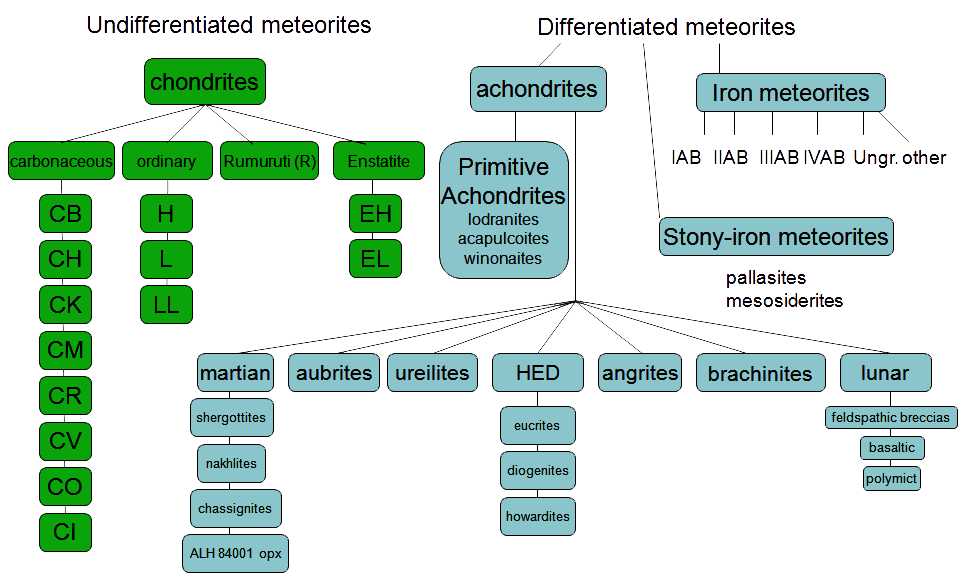 Undifferentiated meteorites
chondrites
carbonaceous
ordinary
Rumuruti (R)
Enstatite
CB
CH
CK
CM
CR
CV
CO
CI
H
L
LL
EH
EL
Differentiated meteorites
achondrites
Primitive
Achondrites
lodranites
acapulcoites
winonaites
Iron meteorites
IAB
IIAB
IIIAB
IVAB
Ungr.
other
Stony-iron meteorites
pallasites
mesosiderites
martian
shergottites
nakhlites
chassignites
ALH 84001 opx
aubrites
ureilites
HED
eucrites
diogenites
howardites
angrites
brachinites
lunar
feldspathic breccias
basaltic
polymict